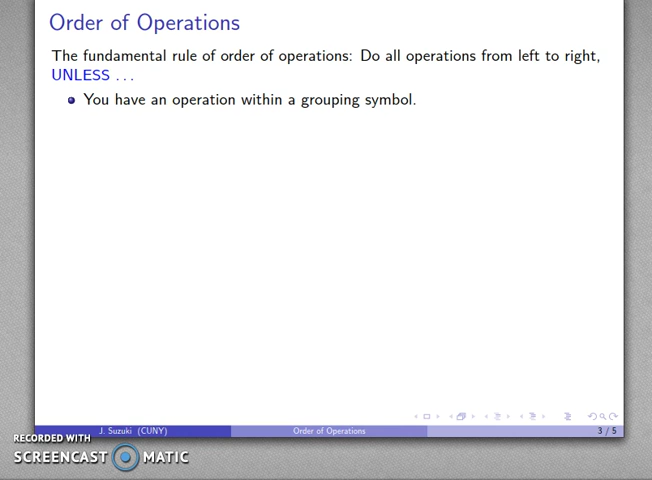 Order of Operations
The fundamental rule of order of operations: Do all operations from left to right,
UNLESS ...
You have an operation within a grouping symbol.
J. Suzuki (CUNY)
Order of Operations
3 / 5
RECORDED WITH
SCREENCAST MATIC